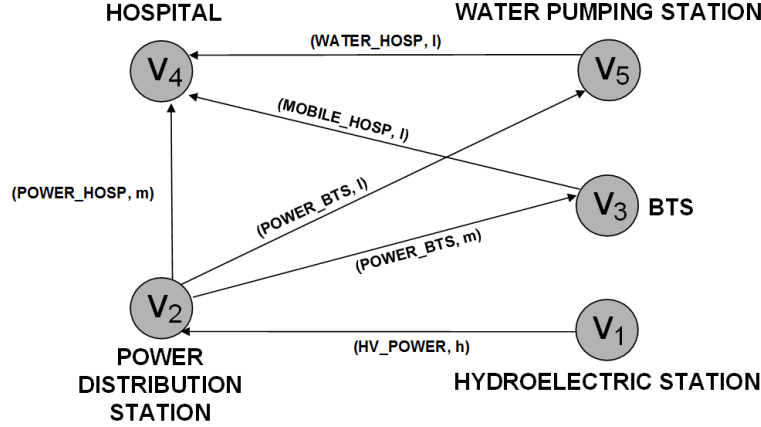 HOSPITAL
WATER PUMPING STATION
(WATER_HOSP, l)
V4
V5
(MOBILE_HOSP, l)
(POWER_HOSP, m)
(POWER_BTS, l)
V3
BTS
(POWER_BTS, m)
V2
V1
(HV_POWER, h)
POWER
DISTRIBUTION
STATION
HYDROELECTRIC STATION